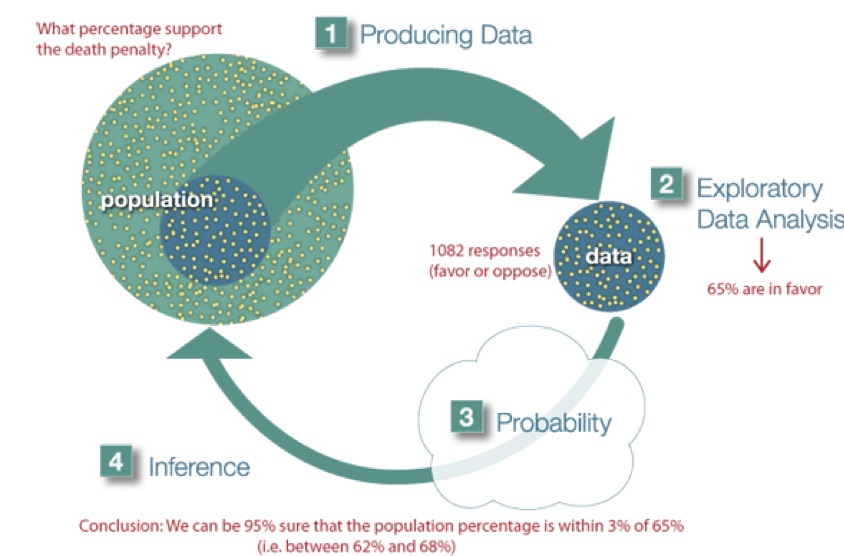 What percentage support
the death penalty?
1 Producing Data
population
2 Exploratory
Data Analysis
65% are in favor
1082 responses
(favor or oppose)
data
3 Probability
4 Inference
Conclusion: We can be 95% sure that the population percentage is within 3% of 65%
(i.e. between 62% and 68%)